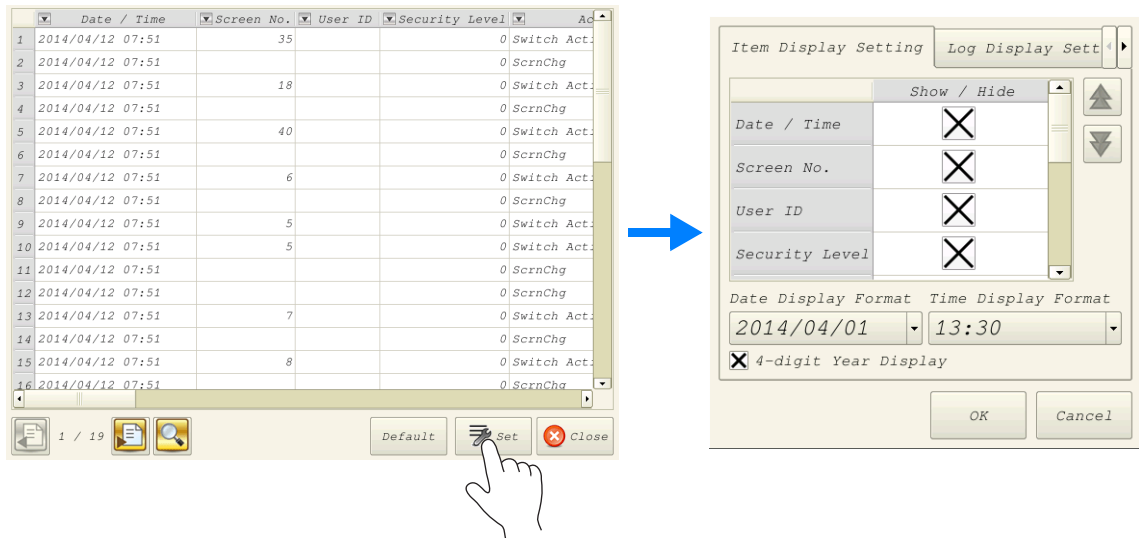 Date / Time Screen No. User ID Security Level Ac
1 2014/04/12 07:51 35 0 Switch Acti
2 2014/04/12 07:51 0 ScrnChg
3 2014/04/12 07:51 18 0 Switch Acti
4 2014/04/12 07:51 0 ScrnChg
5 2014/04/12 07:51 40 0 Switch Acti
6 2014/04/12 07:51 0 ScrnChg
7 2014/04/12 07:51 6 0 Switch Acti
8 2014/04/12 07:51 0 ScrnChg
9 2014/04/12 07:51 5 0 Switch Acti
10 2014/04/12 07:51 5 0 Switch Acti
11 2014/04/12 07:51 0 ScrnChg
12 2014/04/12 07:51 0 ScrnChg
13 2014/04/12 07:51 7 0 Switch Acti
14 2014/04/12 07:51 0 ScrnChg
15 2014/04/12 07:51 8 0 Switch Acti
16 2014/04/12 07:51 0 ScrnChg
1 / 19 Default Set Close
Item Display Setting Log Display Sett
Show / Hide
Date / Time
Screen No.
User ID
Security Level
Date Display Format Time Display Format
2014/04/01 13:30
4-digit Year Display
OK Cancel